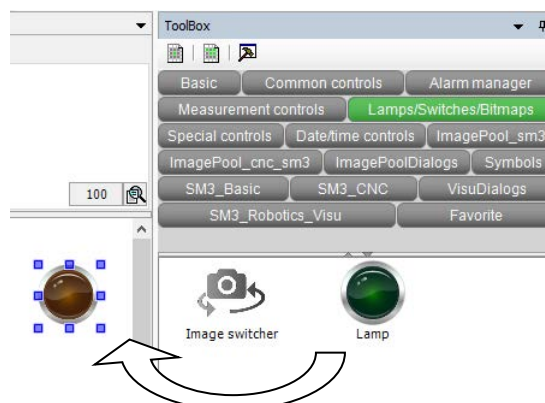 ToolBox
Basic Common controls Alarm manager
Measurement controls Lamps/Switches/Bitmaps
Special controls Date/time controls ImagePool_sm3
ImagePool_cnc_sm3 ImagePoolDialogs Symbols
100 SM3_Basic SM3_CNC VisuDialogs
SM3_Robotics_Visu Favorite
Image switcher Lamp